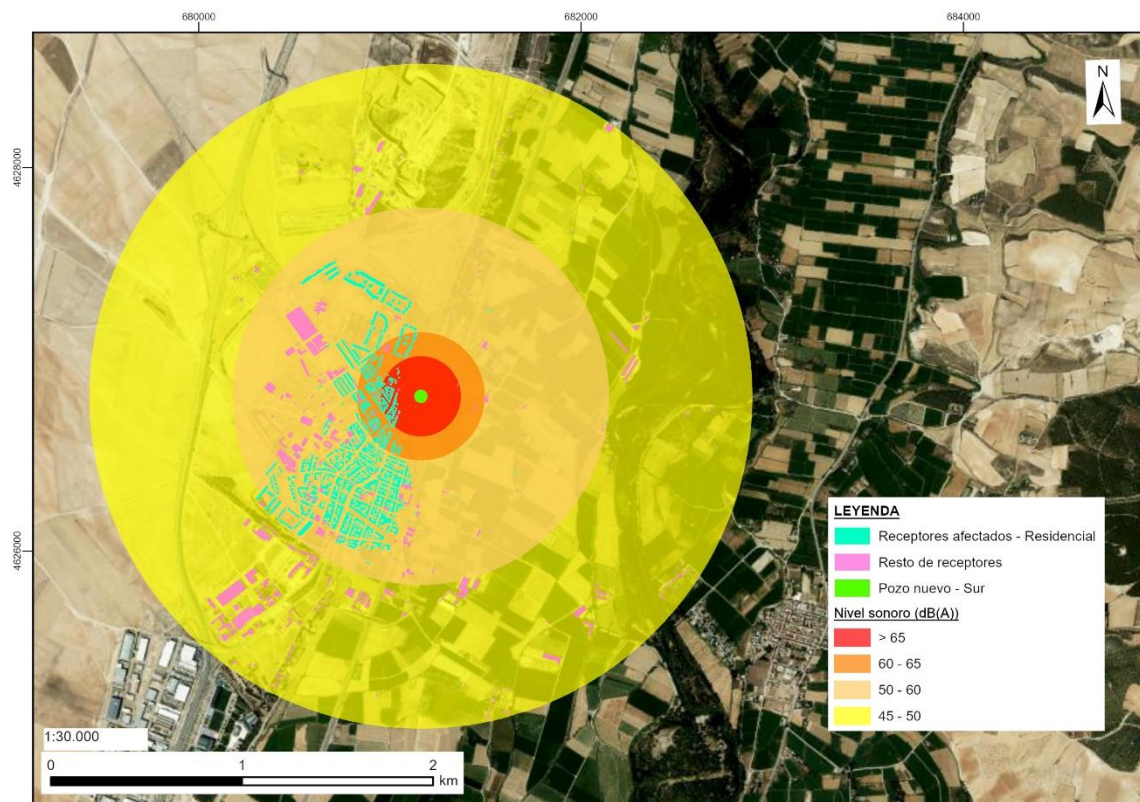 680000
682000
684000
N
4628000
4626000
LEYENDA
Receptores afectados - Residencial
Resto de receptores
Pozo nuevo - Sur
Nivel sonoro (dB(A))
> 65
60 - 65
50 - 60
45 - 50
1:30.000
0
1
2
km